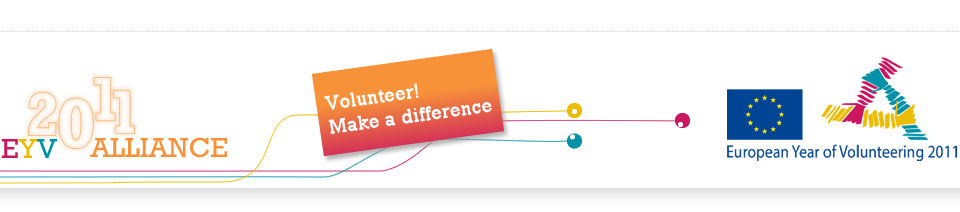 2011
EYV ALLIANCE
Volunteer!
Make a difference
European Year of Volunteering 2011